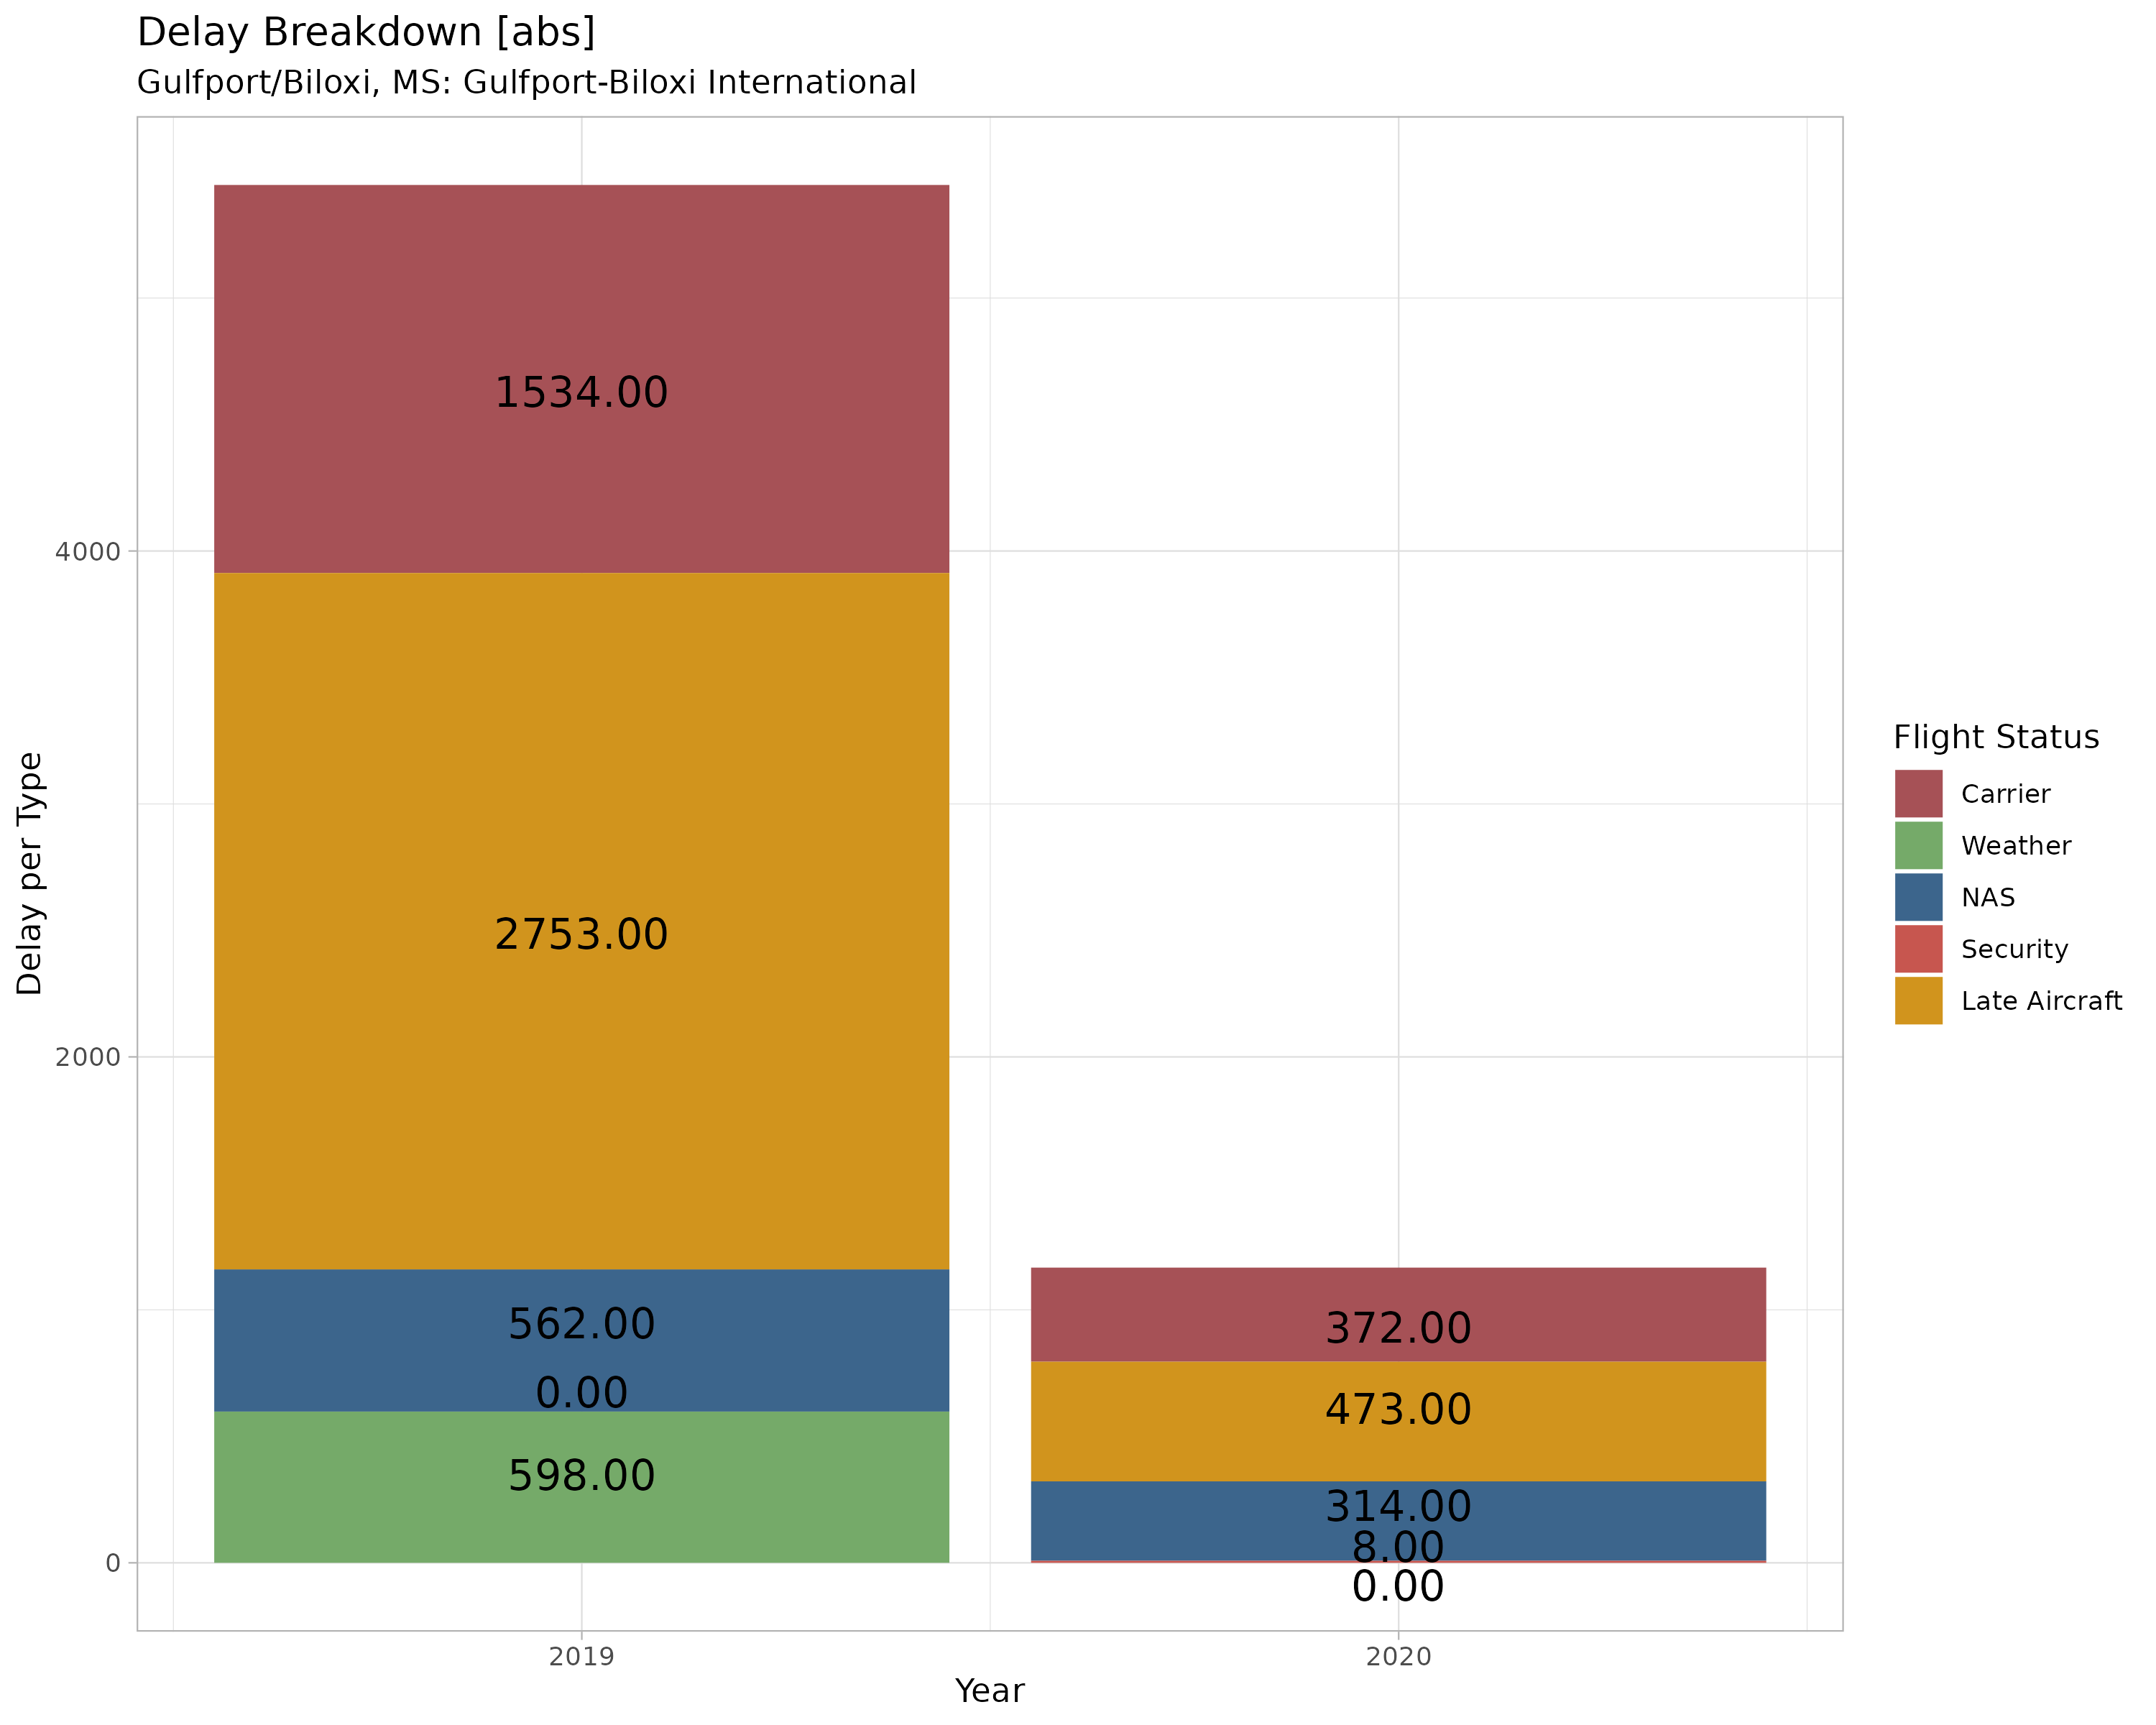 Delay Breakdown [abs]
Gulfport/Biloxi, MS: Gulfport-Biloxi International
Delay per Type
4000
2000
0
1534.00
2753.00
562.00
0.00
598.00
372.00
473.00
314.00
8.00
0.00
2019
2020
Year
Flight Status
Carrier
Weather
NAS
Security
Late Aircraft